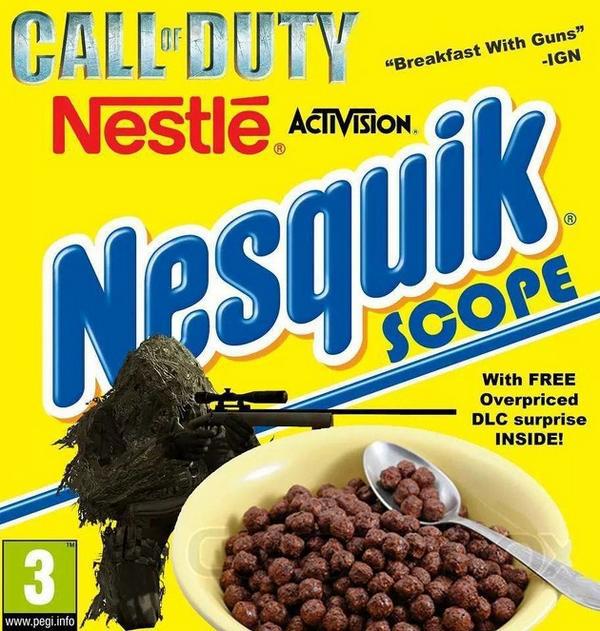 CALL OF DUTY
"Breakfast With Guns"
-IGN
Nestlé®
ACTIVISION®
Nesquik®
SCOPE
With FREE
Overpriced
DLC surprise
INSIDE!
3™
www.pegi.info